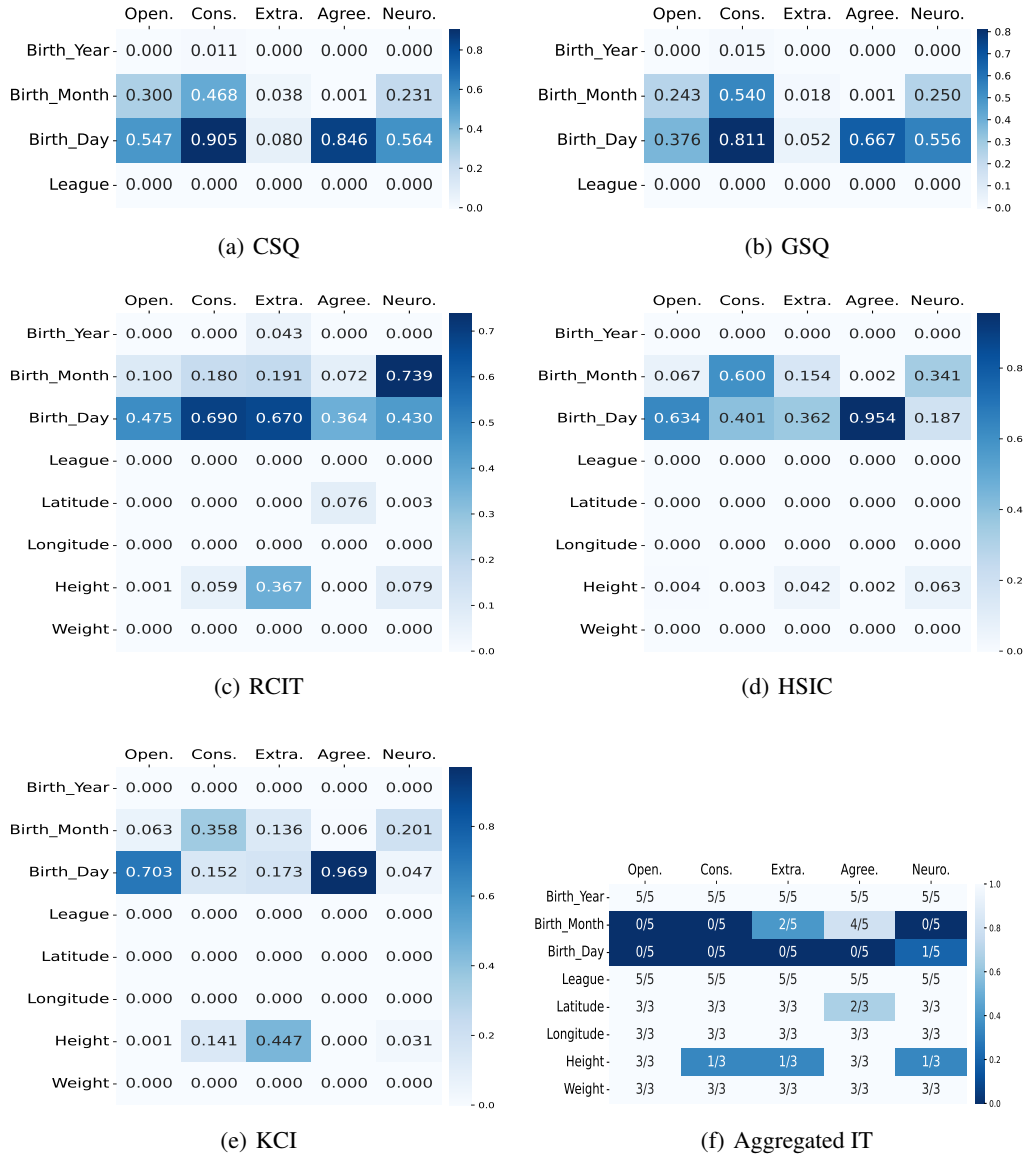 Open. Cons. Extra. Agree. Neuro.
Birth_Year 0.000 0.011 0.000 0.000 0.000
Birth_Month 0.300 0.468 0.038 0.001 0.231
Birth_Day 0.547 0.905 0.080 0.846 0.564
League 0.000 0.000 0.000 0.000 0.000
0.8
0.6
0.4
0.2
0.0
(a) CSQ
Open. Cons. Extra. Agree. Neuro.
Birth_Year 0.000 0.015 0.000 0.000 0.000
Birth_Month 0.243 0.540 0.018 0.001 0.250
Birth_Day 0.376 0.811 0.052 0.667 0.556
League 0.000 0.000 0.000 0.000 0.000
0.8
0.7
0.6
0.5
0.4
0.3
0.2
0.1
0.0
(b) GSQ
Open. Cons. Extra. Agree. Neuro.
Birth_Year 0.000 0.000 0.043 0.000 0.000
Birth_Month 0.100 0.180 0.191 0.072 0.739
Birth_Day 0.475 0.690 0.670 0.364 0.430
League 0.000 0.000 0.000 0.000 0.000
Latitude 0.000 0.000 0.000 0.076 0.003
Longitude 0.000 0.000 0.000 0.000 0.000
Height 0.001 0.059 0.367 0.000 0.079
Weight 0.000 0.000 0.000 0.000 0.000
0.7
0.6
0.5
0.4
0.3
0.2
0.1
0.0
(c) RCIT
Open. Cons. Extra. Agree. Neuro.
Birth_Year 0.000 0.000 0.000 0.000 0.000
Birth_Month 0.067 0.600 0.154 0.002 0.341
Birth_Day 0.634 0.401 0.362 0.954 0.187
League 0.000 0.000 0.000 0.000 0.000
Latitude 0.000 0.000 0.000 0.000 0.000
Longitude 0.000 0.000 0.000 0.000 0.000
Height 0.004 0.003 0.042 0.002 0.063
Weight 0.000 0.000 0.000 0.000 0.000
0.8
0.6
0.4
0.2
0.0
(d) HSIC
Open. Cons. Extra. Agree. Neuro.
Birth_Year 0.000 0.000 0.000 0.000 0.000
Birth_Month 0.063 0.358 0.136 0.006 0.201
Birth_Day 0.703 0.152 0.173 0.969 0.047
League 0.000 0.000 0.000 0.000 0.000
Latitude 0.000 0.000 0.000 0.000 0.000
Longitude 0.000 0.000 0.000 0.000 0.000
Height 0.001 0.141 0.447 0.000 0.031
Weight 0.000 0.000 0.000 0.000 0.000
0.8
0.6
0.4
0.2
0.0
(e) KCI
Open. Cons. Extra. Agree. Neuro.
Birth_Year 5/5 5/5 5/5 5/5 5/5
Birth_Month 0/5 0/5 2/5 4/5 0/5
Birth_Day 0/5 0/5 0/5 0/5 1/5
League 5/5 5/5 5/5 5/5 5/5
Latitude 3/3 3/3 3/3 2/3 3/3
Longitude 3/3 3/3 3/3 3/3 3/3
Height 3/3 1/3 1/3 3/3 1/3
Weight 3/3 3/3 3/3 3/3 3/3
1.0
0.8
0.6
0.4
0.2
0.0
(f) Aggregated IT